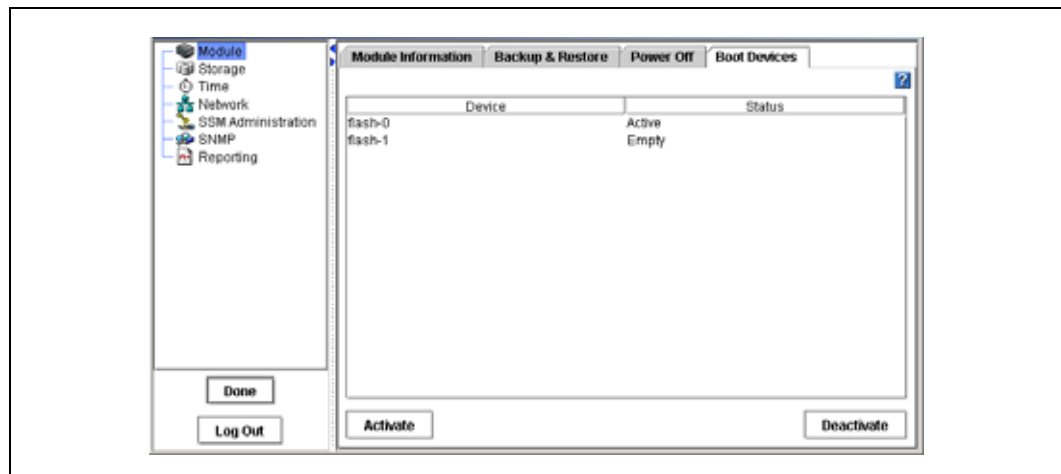 Module
Storage
Time
Network
SSM Administration
SNMP
Reporting
Done
Log Out
Module Information
Backup & Restore
Power Off
Boot Devices
?
Device
Status
flash-0
Active
flash-1
Empty
Activate
Deactivate